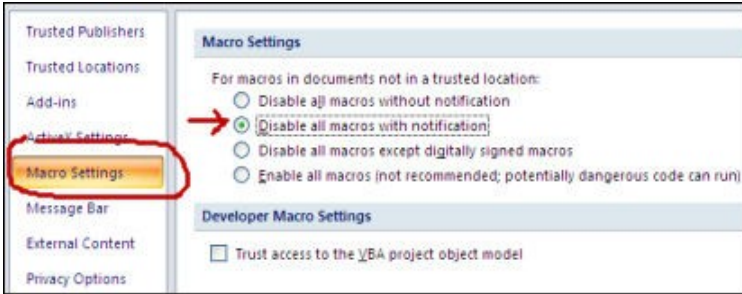 Trusted Publishers
Trusted Locations
Add-ins
ActiveX Settings
Macro Settings
Message Bar
External Content
Privacy Options
Macro Settings
For macros in documents not in a trusted location:
Disable all macros without notification
Disable all macros with notification
Disable all macros except digitally signed macros
Enable all macros (not recommended; potentially dangerous code can run)
Developer Macro Settings
Trust access to the VBA project object model